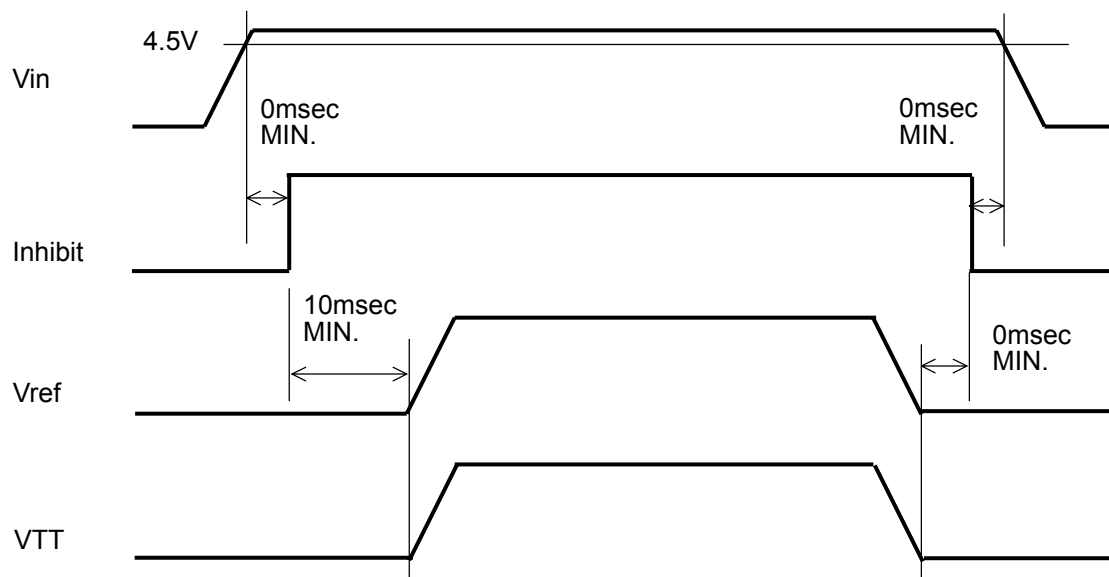 4.5V
Vin
0msec
MIN.
0msec
MIN.
Inhibit
10msec
MIN.
0msec
MIN.
Vref
VTT